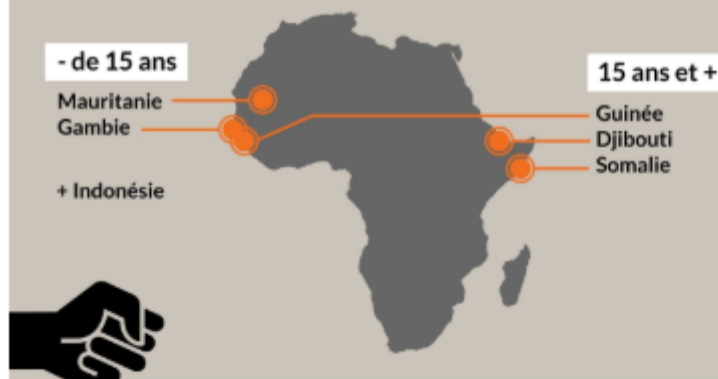 - de 15 ans
Mauritanie
Gambie
+ Indonésie
15 ans et +
Guinée
Djibouti
Somalie